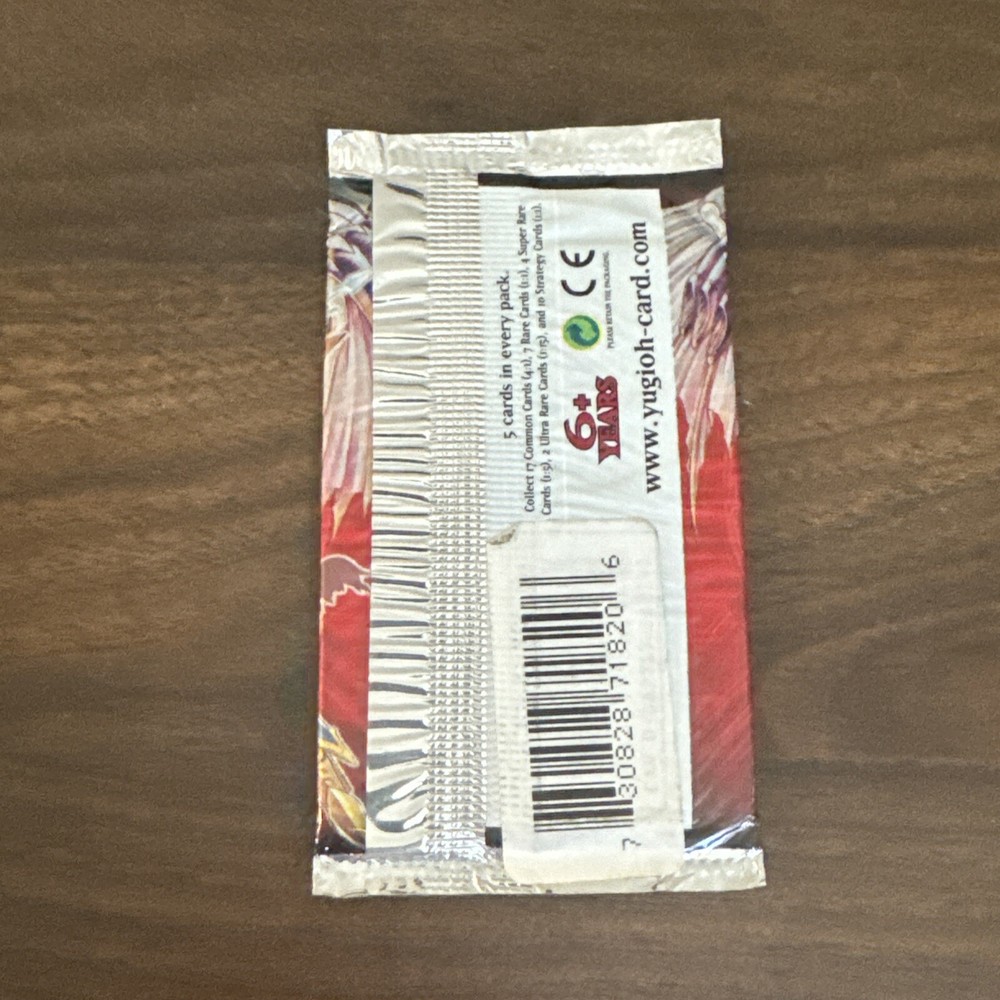 5 cards in every pack.
Collect 17 Common Cards (4:1), 7 Rare Cards (1:1), 4 Super Rare
Cards (1:5), 2 Ultra Rare Cards (1:15), and 10 Strategy Cards (1:1).
6+
YEARS
CE
PLEASE RETAIN THE PACKAGING.
www.yugioh-card.com
7 30828 71820 6